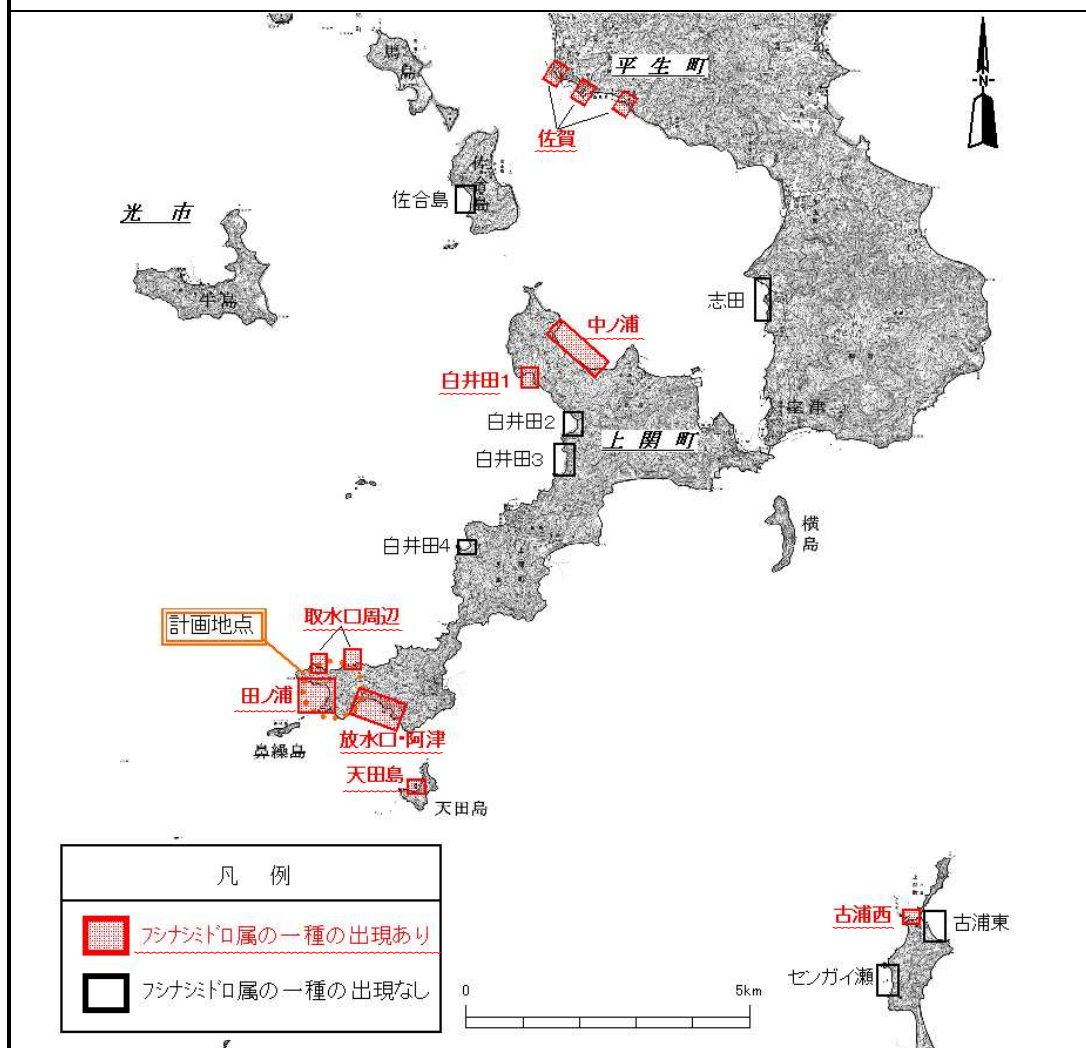 馬島
平生町
N
佐賀
佐合島
佐合島
光 市
牛島
志田
中ノ浦
白井田1
室津
白井田2
上関町
白井田3
横島
白井田4
取水口周辺
計画地点
田ノ浦
放水口・阿津
鼻繰島
天田島
天田島
凡 例
フシナシミドロ属の一種の出現あり
フシナシミドロ属の一種の出現なし
0 5km
古浦西
古浦東
センガイ瀬